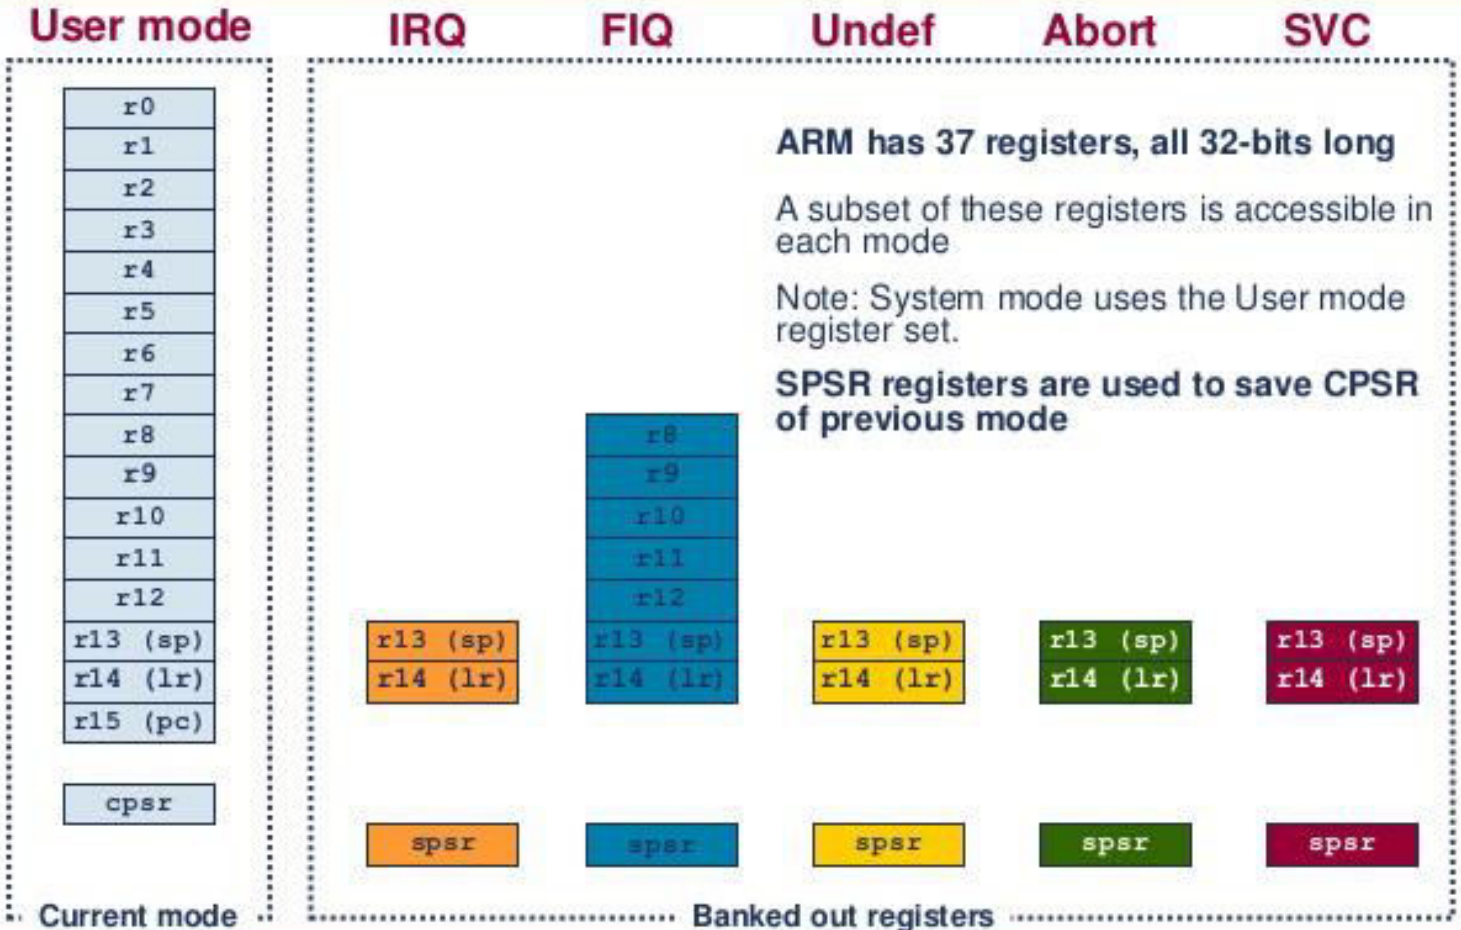 User mode
IRQ
FIQ
Undef
Abort
SVC
r0
r1
r2
r3
r4
r5
r6
r7
r8
r9
r10
r11
r12
r13 (sp)
r14 (lr)
r15 (pc)
cpsr
Current mode
r13 (sp)
r14 (lr)
spsr
r8
r9
r10
r11
r12
r13 (sp)
r14 (lr)
spsr
ARM has 37 registers, all 32-bits long
A subset of these registers is accessible in
each mode
Note: System mode uses the User mode
register set.
SPSR registers are used to save CPSR
of previous mode
r13 (sp)
r14 (lr)
spsr
r13 (sp)
r14 (lr)
spsr
r13 (sp)
r14 (lr)
spsr
Banked out registers